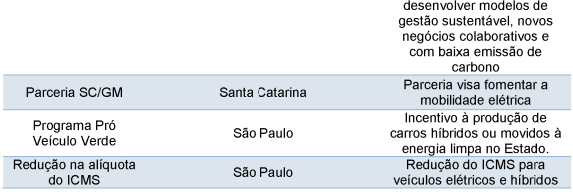 desenvolver modelos de
gestão sustentável, novos
negócios colaborativos e
com baixa emissão de
carbono
Parceria SC/GM
Santa Catarina
Parceria visa fomentar a
mobilidade elétrica
Programa Pró
Veículo Verde
São Paulo
Incentivo à produção de
carros híbridos ou movidos à
energia limpa no Estado.
Redução na alíquota
do ICMS
São Paulo
Redução do ICMS para
veículos elétricos e híbridos